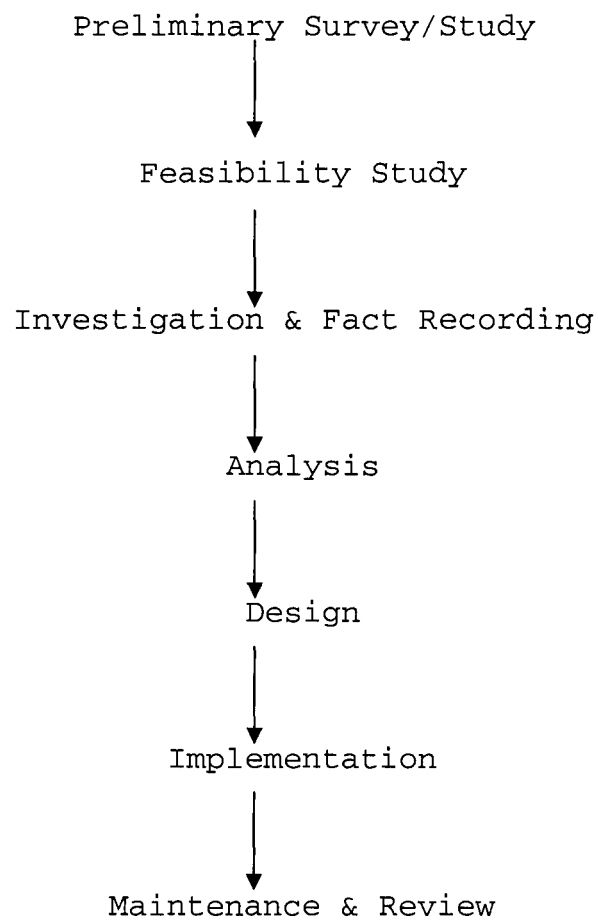 Preliminary Survey/Study
Feasibility Study
Investigation & Fact Recording
Analysis
Design
Implementation
Maintenance & Review